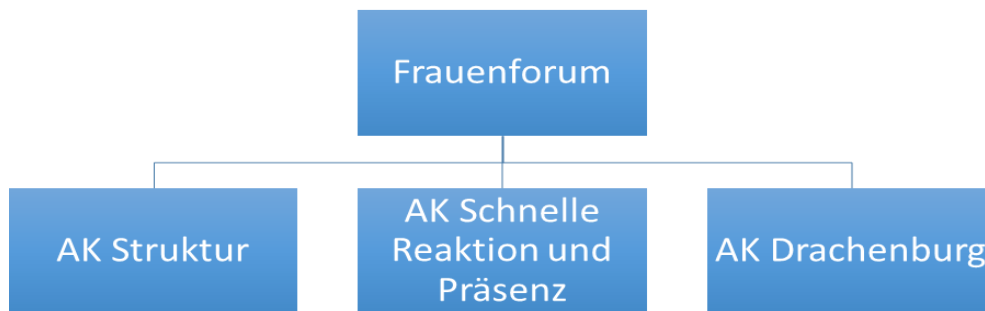 Frauenforum
AK Struktur
AK Schnelle
Reaktion und
Präsenz
AK Drachenburg